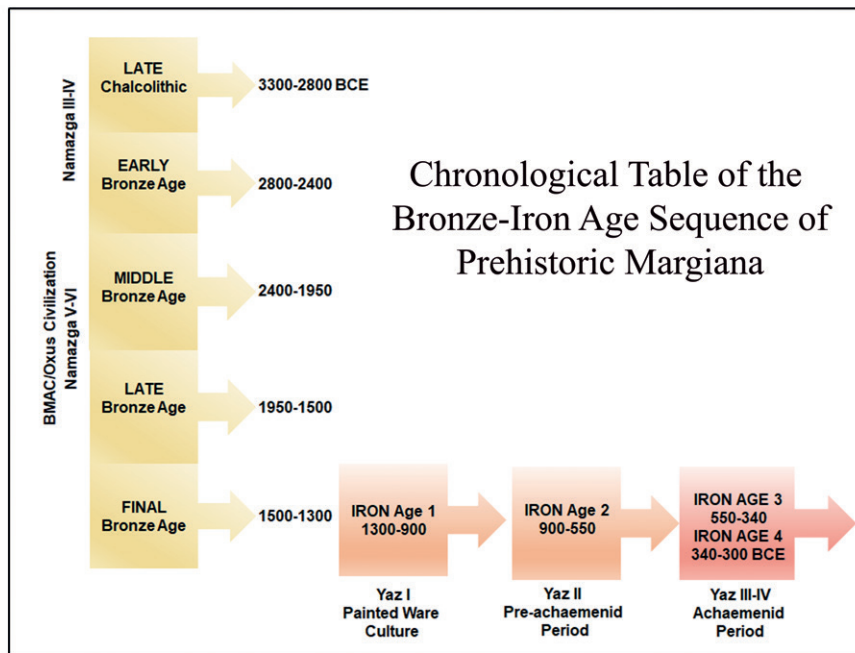 Chronological Table of the
Bronze-Iron Age Sequence of
Prehistoric Margiana
Namazga III-IV
BMAC/Oxus Civilization
Namazga V-VI
LATE
Chalcolithic
3300-2800 BCE
EARLY
Bronze Age
2800-2400
MIDDLE
Bronze Age
2400-1950
LATE
Bronze Age
1950-1500
FINAL
Bronze Age
1500-1300
IRON Age 1
1300-900
Yaz I
Painted Ware
Culture
IRON Age 2
900-550
Yaz II
Pre-achaemenid
Period
IRON AGE 3
550-340
IRON AGE 4
340-300 BCE
Yaz III-IV
Achaemenid
Period